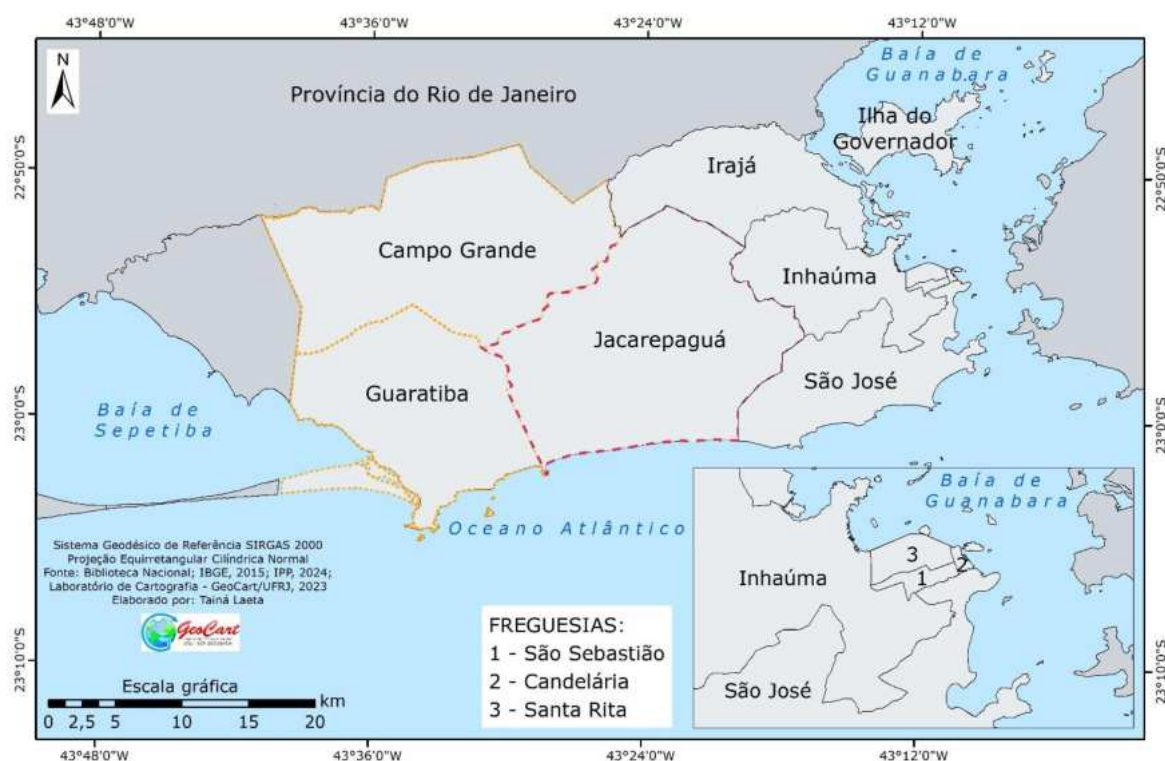 43°48'0"W 43°36'0"W 43°24'0"W 43°12'0"W
N
Baía de
Guanabara
Província do Rio de Janeiro
Ilha do
Governador
22°50'0"S
22°50'0"S
Irajá
Campo Grande
Inhaúma
Jacarepaguá
São José
Guaratiba
Baía de
Sepetiba
23°0'0"S
23°0'0"S
Oceano Atlântico
Baía de
Guanabara
Sistema Geodésico de Referência SIRGAS 2000
Projeção Equirretangular Cilíndrica Normal
Fonte: Biblioteca Nacional; IBGE, 2015; IPP, 2024;
Laboratório de Cartografia - GeoCart/UFRJ, 2023
Elaborado por: Tainá Laeta
GeoCart
3
2
1
Inhaúma
São José
FREGUESIAS:
1 - São Sebastião
2 - Candelária
3 - Santa Rita
23°10'0"S
23°10'0"S
Escala gráfica
km
0 2,5 5 10 15 20
43°48'0"W 43°36'0"W 43°24'0"W 43°12'0"W